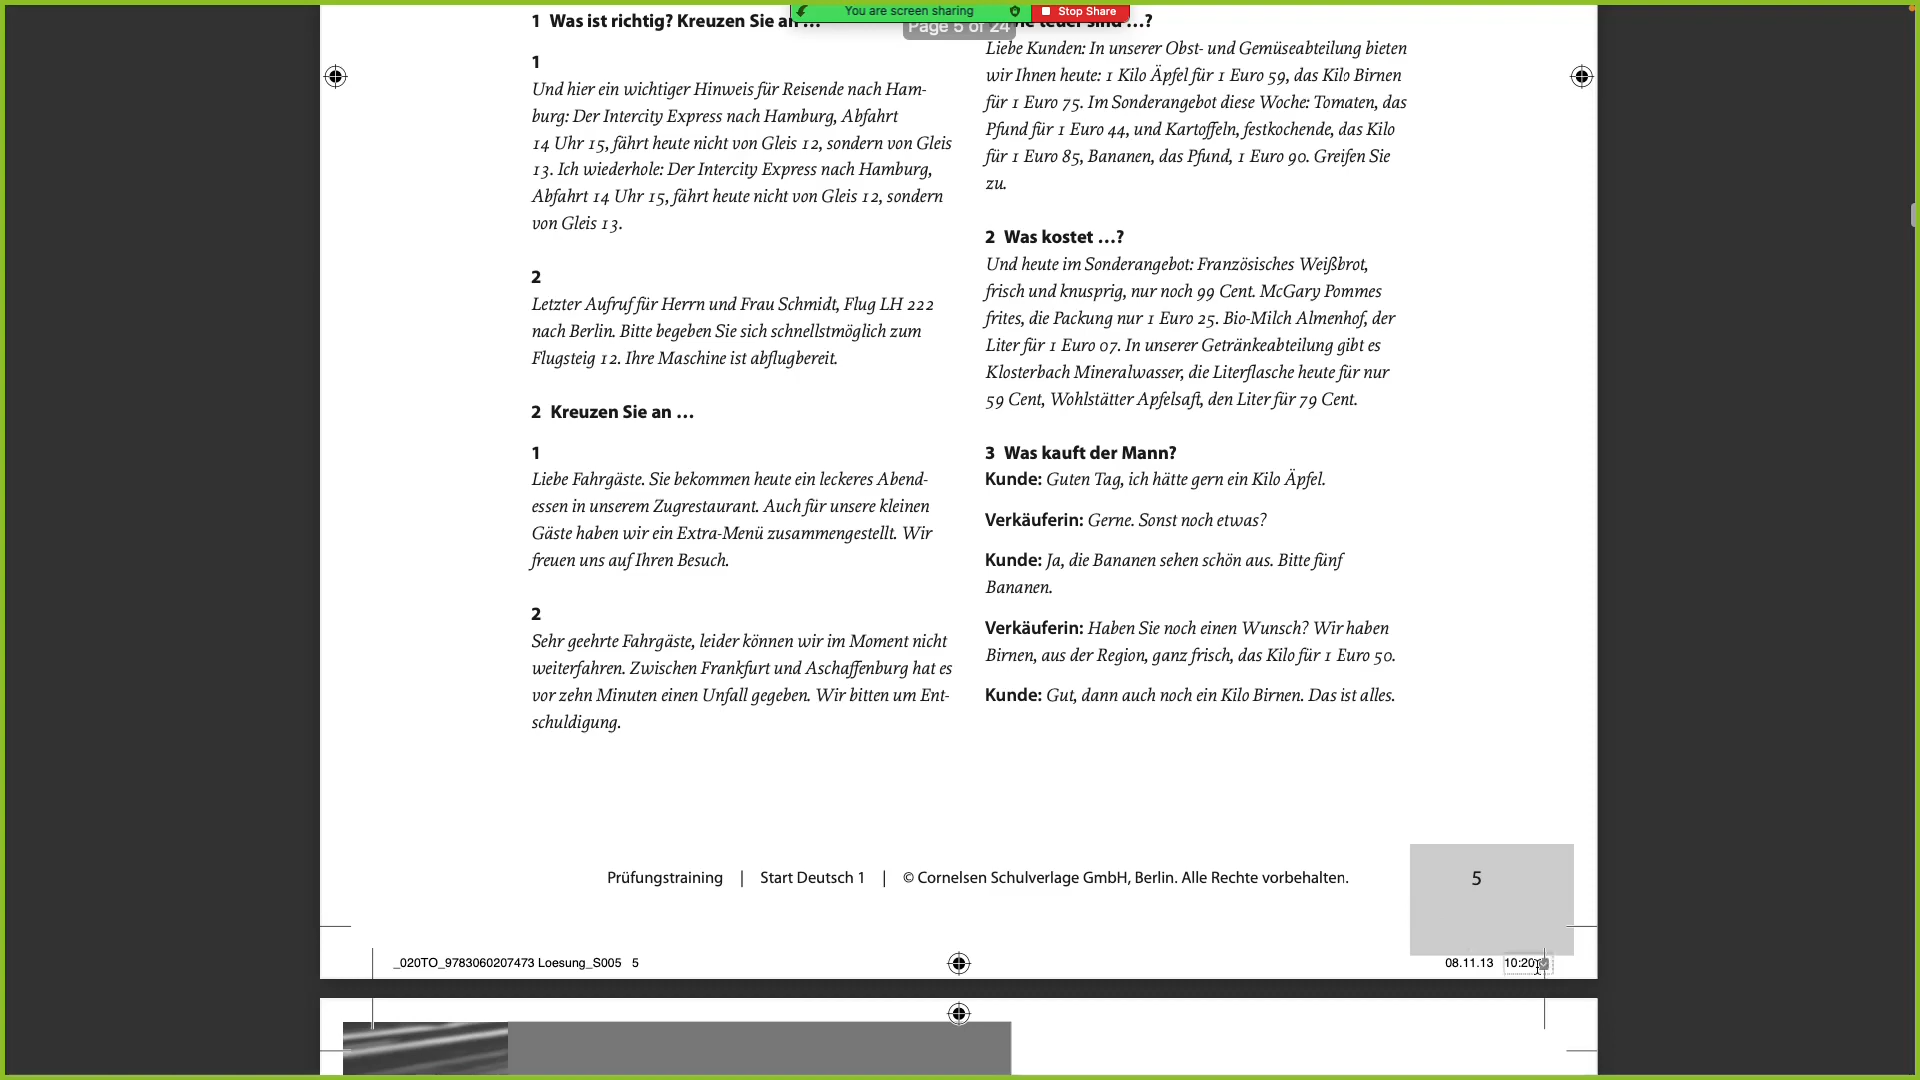 You are screen sharing
Stop Share
Page 5 of 24
1 Was ist richtig? Kreuzen Sie an …
1
Und hier ein wichtiger Hinweis für Reisende nach Ham-
burg: Der Intercity Express nach Hamburg, Abfahrt
14 Uhr 15, fährt heute nicht von Gleis 12, sondern von Gleis
13. Ich wiederhole: Der Intercity Express nach Hamburg,
Abfahrt 14 Uhr 15, fährt heute nicht von Gleis 12, sondern
von Gleis 13.
2
Letzter Aufruf für Herrn und Frau Schmidt, Flug LH 222
nach Berlin. Bitte begeben Sie sich schnellstmöglich zum
Flugsteig 12. Ihre Maschine ist abflugbereit.
2 Kreuzen Sie an …
1
Liebe Fahrgäste. Sie bekommen heute ein leckeres Abend-
essen in unserem Zugrestaurant. Auch für unsere kleinen
Gäste haben wir ein Extra-Menü zusammengestellt. Wir
freuen uns auf Ihren Besuch.
2
Sehr geehrte Fahrgäste, leider können wir im Moment nicht
weiterfahren. Zwischen Frankfurt und Aschaffenburg hat es
vor zehn Minuten einen Unfall gegeben. Wir bitten um Ent-
schuldigung.
teuer sind …?
Liebe Kunden: In unserer Obst- und Gemüseabteilung bieten
wir Ihnen heute: 1 Kilo Äpfel für 1 Euro 59, das Kilo Birnen
für 1 Euro 75. Im Sonderangebot diese Woche: Tomaten, das
Pfund für 1 Euro 44, und Kartoffeln, festkochende, das Kilo
für 1 Euro 85, Bananen, das Pfund, 1 Euro 90. Greifen Sie
zu.
2 Was kostet …?
Und heute im Sonderangebot: Französisches Weißbrot,
frisch und knusprig, nur noch 99 Cent. McGary Pommes
frites, die Packung nur 1 Euro 25. Bio-Milch Almenhof, der
Liter für 1 Euro 07. In unserer Getränkeabteilung gibt es
Klosterbach Mineralwasser, die Literflasche heute für nur
59 Cent, Wohlstätter Apfelsaft, den Liter für 79 Cent.
3 Was kauft der Mann?
Kunde: Guten Tag, ich hätte gern ein Kilo Äpfel.
Verkäuferin: Gerne. Sonst noch etwas?
Kunde: Ja, die Bananen sehen schön aus. Bitte fünf
Bananen.
Verkäuferin: Haben Sie noch einen Wunsch? Wir haben
Birnen, aus der Region, ganz frisch, das Kilo für 1 Euro 50.
Kunde: Gut, dann auch noch ein Kilo Birnen. Das ist alles.
Prüfungstraining | Start Deutsch 1 | © Cornelsen Schulverlage GmbH, Berlin. Alle Rechte vorbehalten.
5
_020TO_9783060207473 Loesung_S005 5
08.11.13 10:20